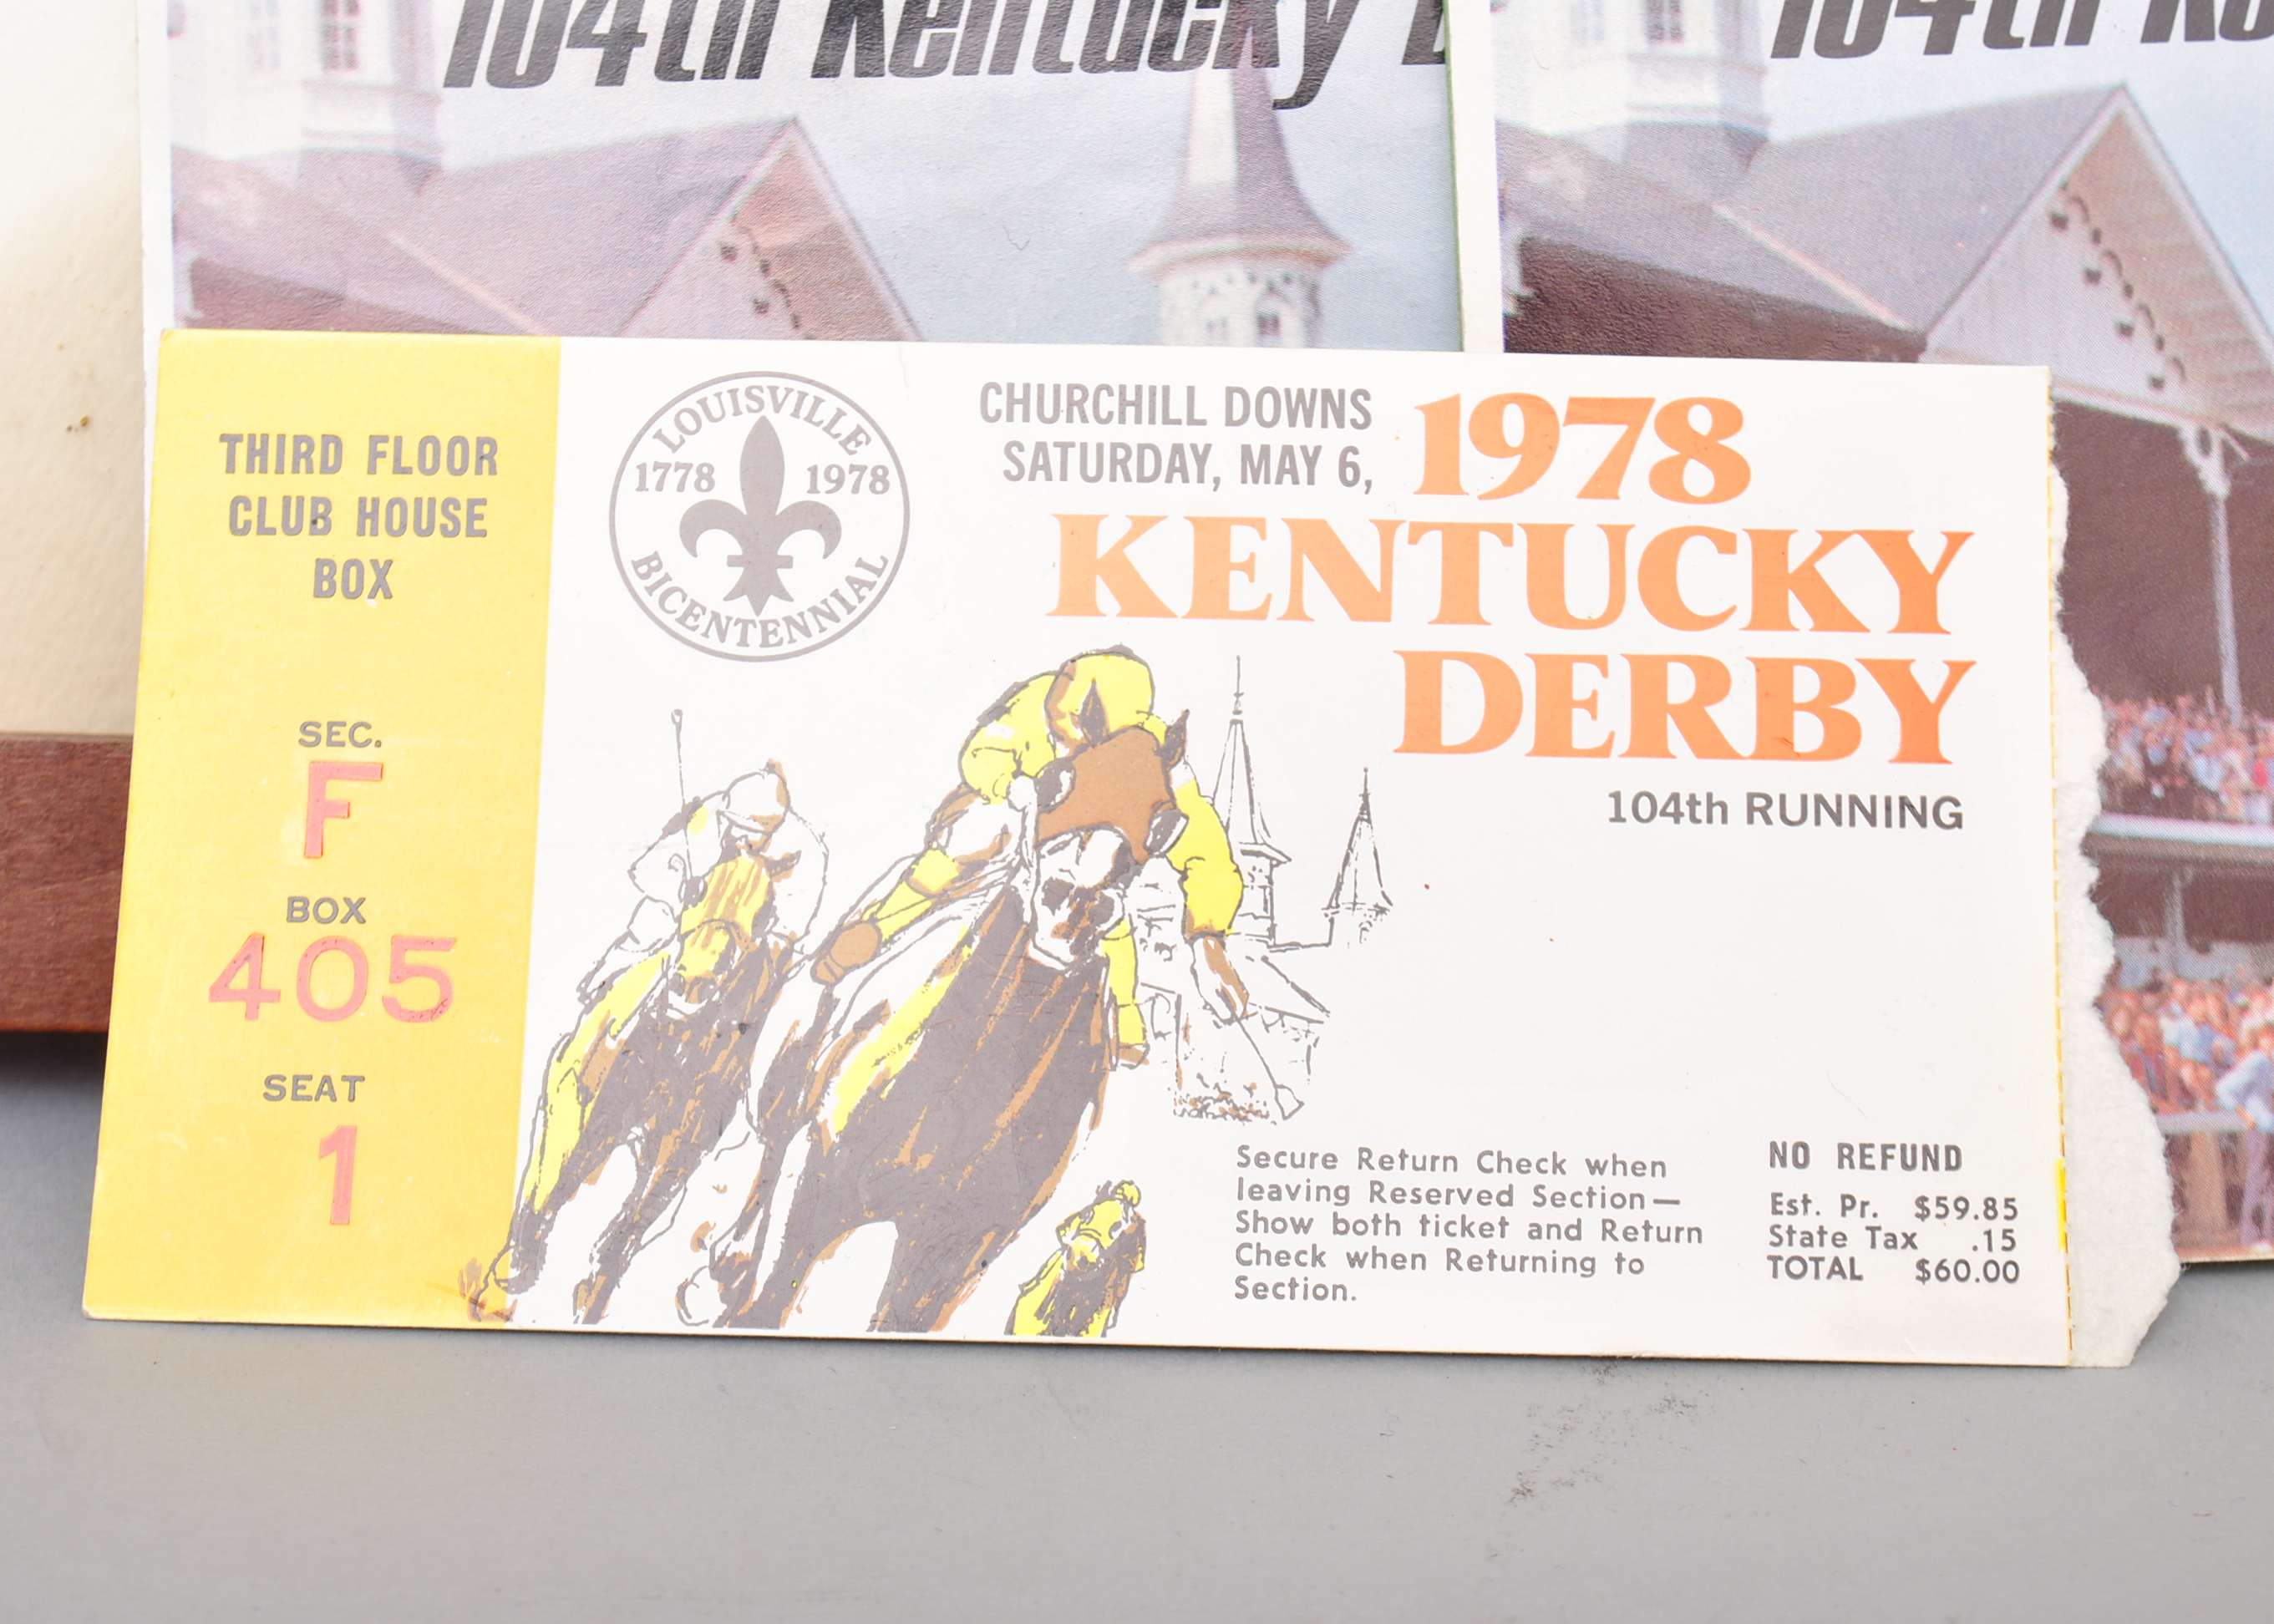 104th Kentucky
104th
THIRD FLOOR
CLUB HOUSE
BOX
SEC.
F
BOX
405
SEAT
1
LOUISVILLE
1778 1978
BICENTENNIAL
CHURCHILL DOWNS
SATURDAY, MAY 6,
1978
KENTUCKY
DERBY
104th RUNNING
Secure Return Check when
leaving Reserved Section—
Show both ticket and Return
Check when Returning to
Section.
NO REFUND
Est. Pr. $59.85
State Tax .15
TOTAL $60.00